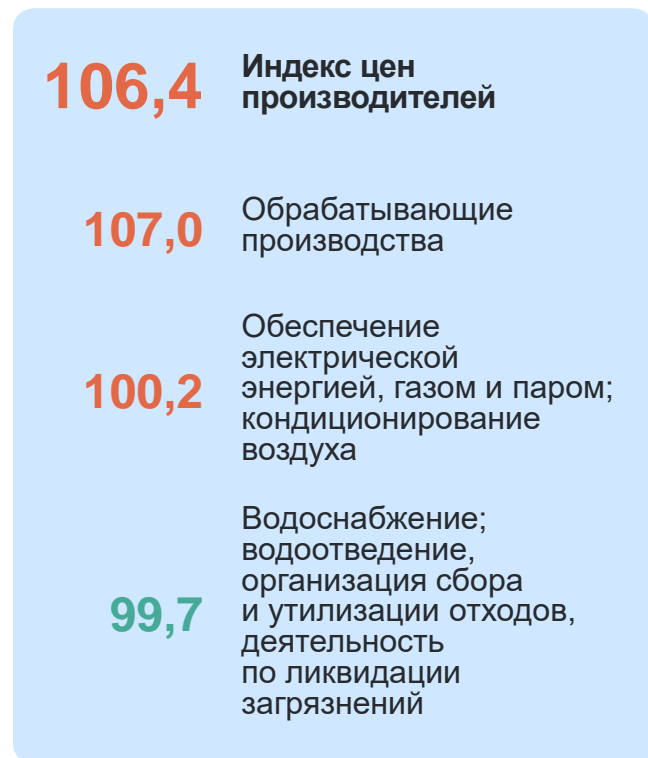 106,4
Индекс цен
производителей
107,0
Обрабатывающие
производства
100,2
Обеспечение
электрической
энергией, газом и паром;
кондиционирование
воздуха
99,7
Водоснабжение;
водоотведение,
организация сбора
и утилизации отходов,
деятельность
по ликвидации
загрязнений